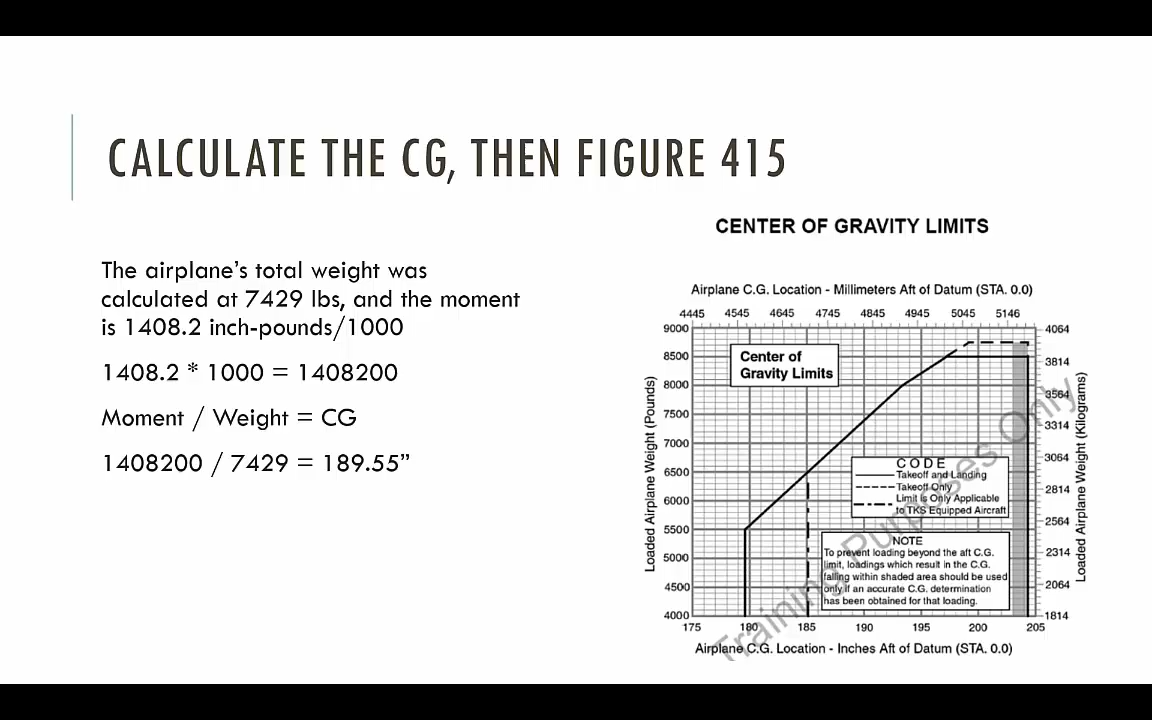 CALCULATE THE CG, THEN FIGURE 415
The airplane's total weight was
calculated at 7429 lbs, and the moment
is 1408.2 inch-pounds/1000
1408.2 * 1000 = 1408200
Moment / Weight = CG
1408200 / 7429 = 189.55”
CENTER OF GRAVITY LIMITS
Airplane C.G. Location - Millimeters Aft of Datum (STA. 0.0)
4445 4545 4645 4745 4845 4945 5045 5146
Loaded Airplane Weight (Pounds)
9000
8500
8000
7500
7000
6500
6000
5500
5000
4500
4000
Center of
Gravity Limits
CODE
Takeoff and Landing
Takeoff Only
Limit is Only Applicable
to TKS Equipped Aircraft
NOTE
To prevent loading beyond the aft C.G.
limit, loadings which result in the C.G.
falling within shaded area should be used
only if an accurate C.G. determination
has been obtained for that loading.
Training Purposes Only
4064
3814
3564
3314
3064
2814
2564
2314
2064
1814
Loaded Airplane Weight (Kilograms)
175 180 185 190 195 200 205
Airplane C.G. Location - Inches Aft of Datum (STA. 0.0)